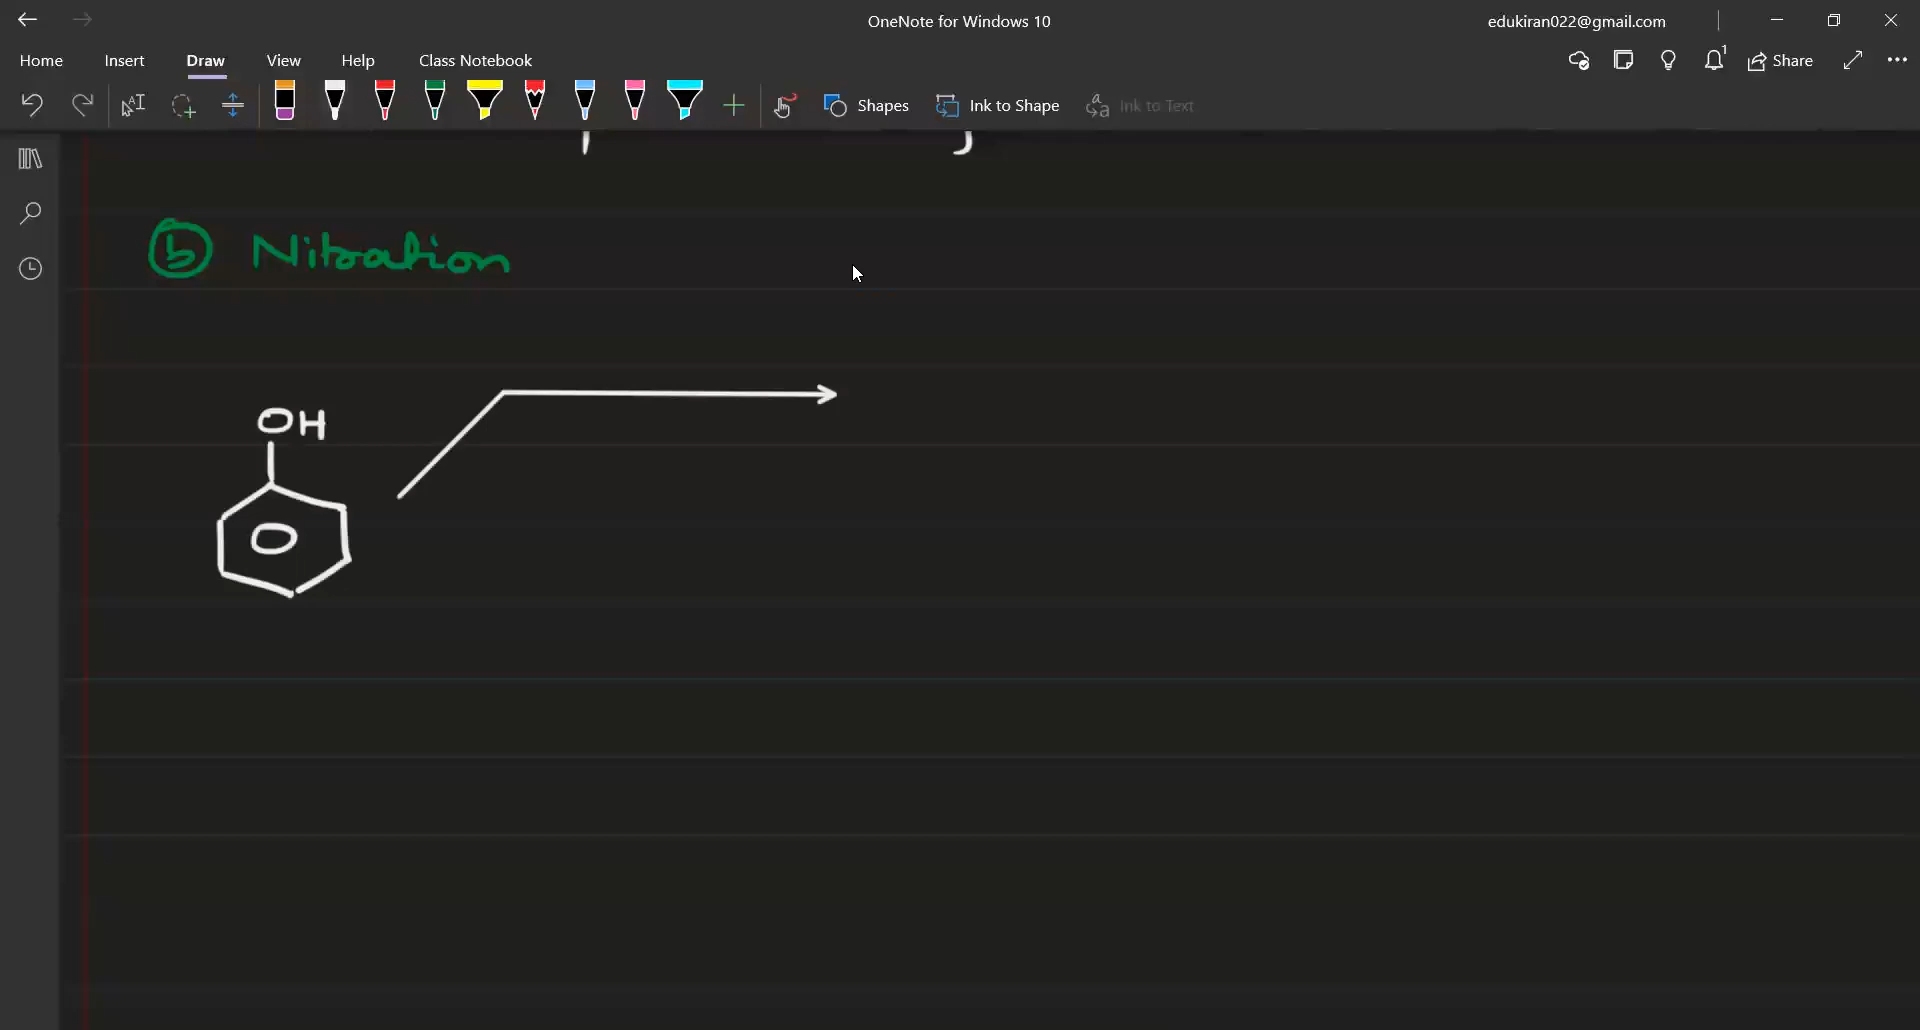 OneNote for Windows 10
edukiran022@gmail.com
Home Insert Draw View Help Class Notebook
1
Share
Shapes Ink to Shape Ink to Text
b Nitration
OH